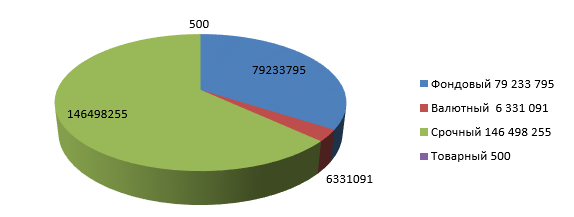 500
79233795
146498255
6331091
Фондовый 79 233 795
Валютный  6 331 091
Срочный 146 498 255
Товарный 500